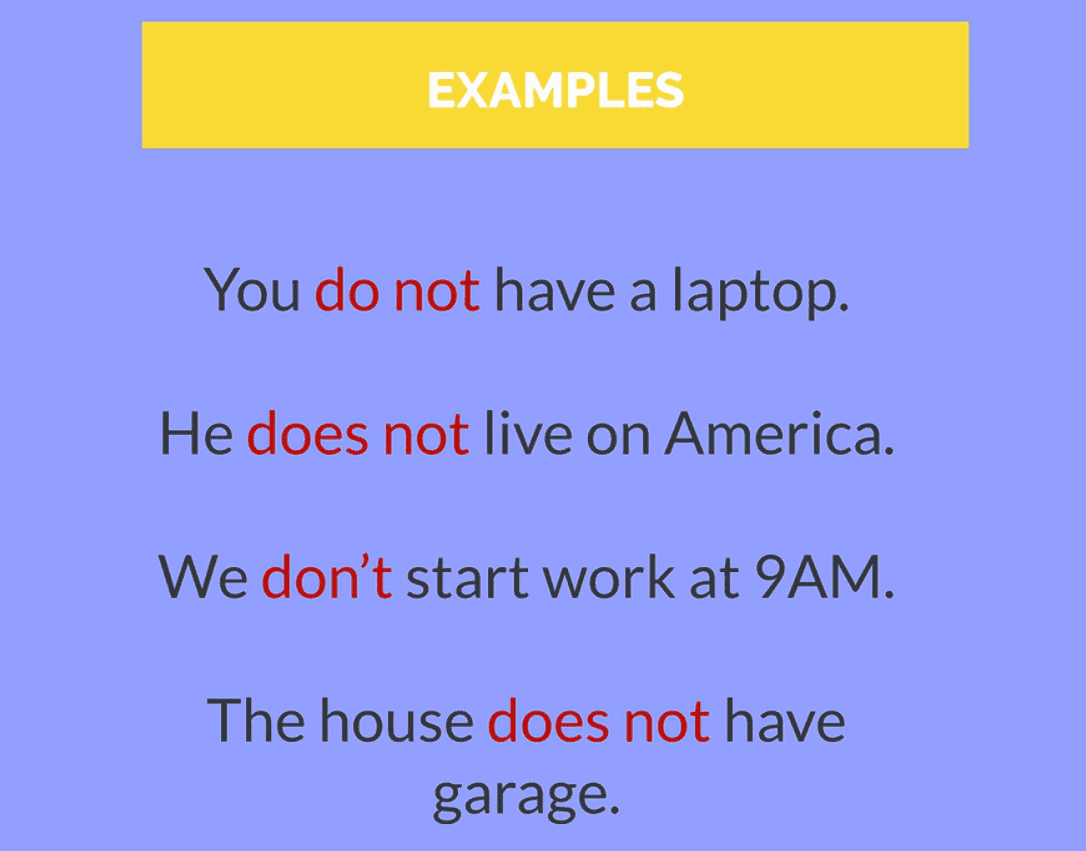 EXAMPLES
You do not have a laptop.
He does not live on America.
We don’t start work at 9AM.
The house does not have
garage.